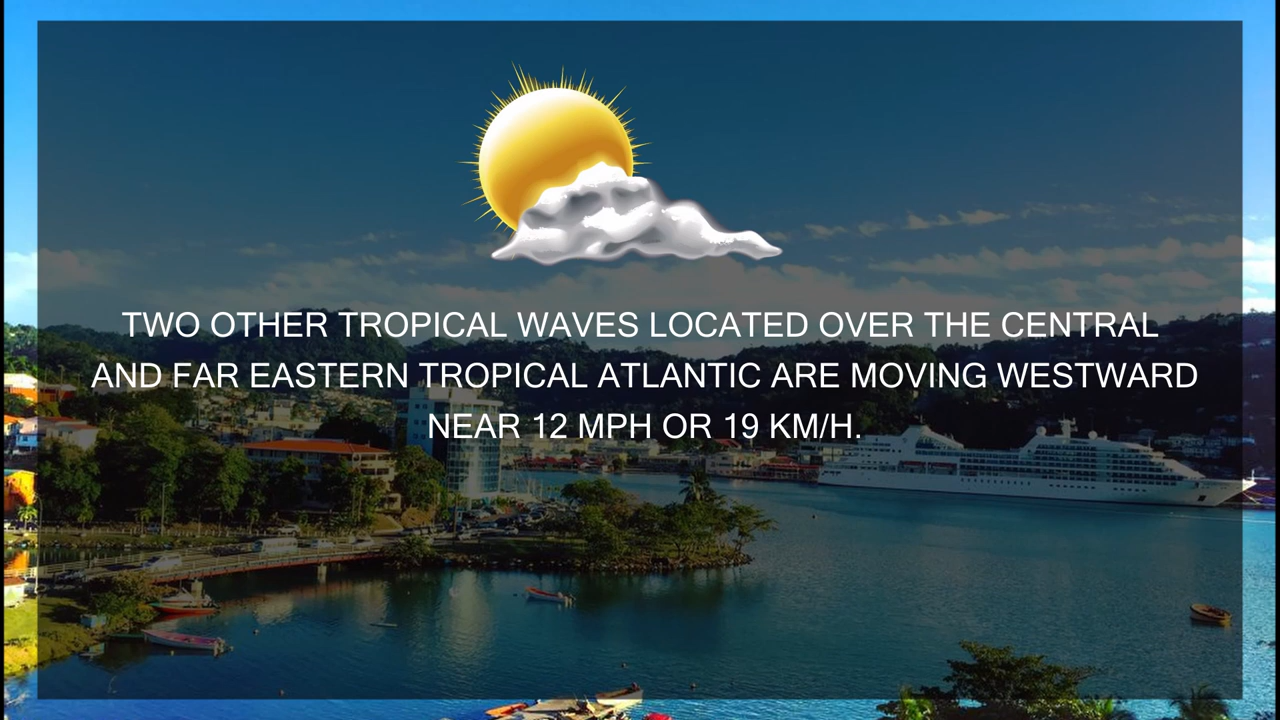 TWO OTHER TROPICAL WAVES LOCATED OVER THE CENTRAL
AND FAR EASTERN TROPICAL ATLANTIC ARE MOVING WESTWARD
NEAR 12 MPH OR 19 KM/H.